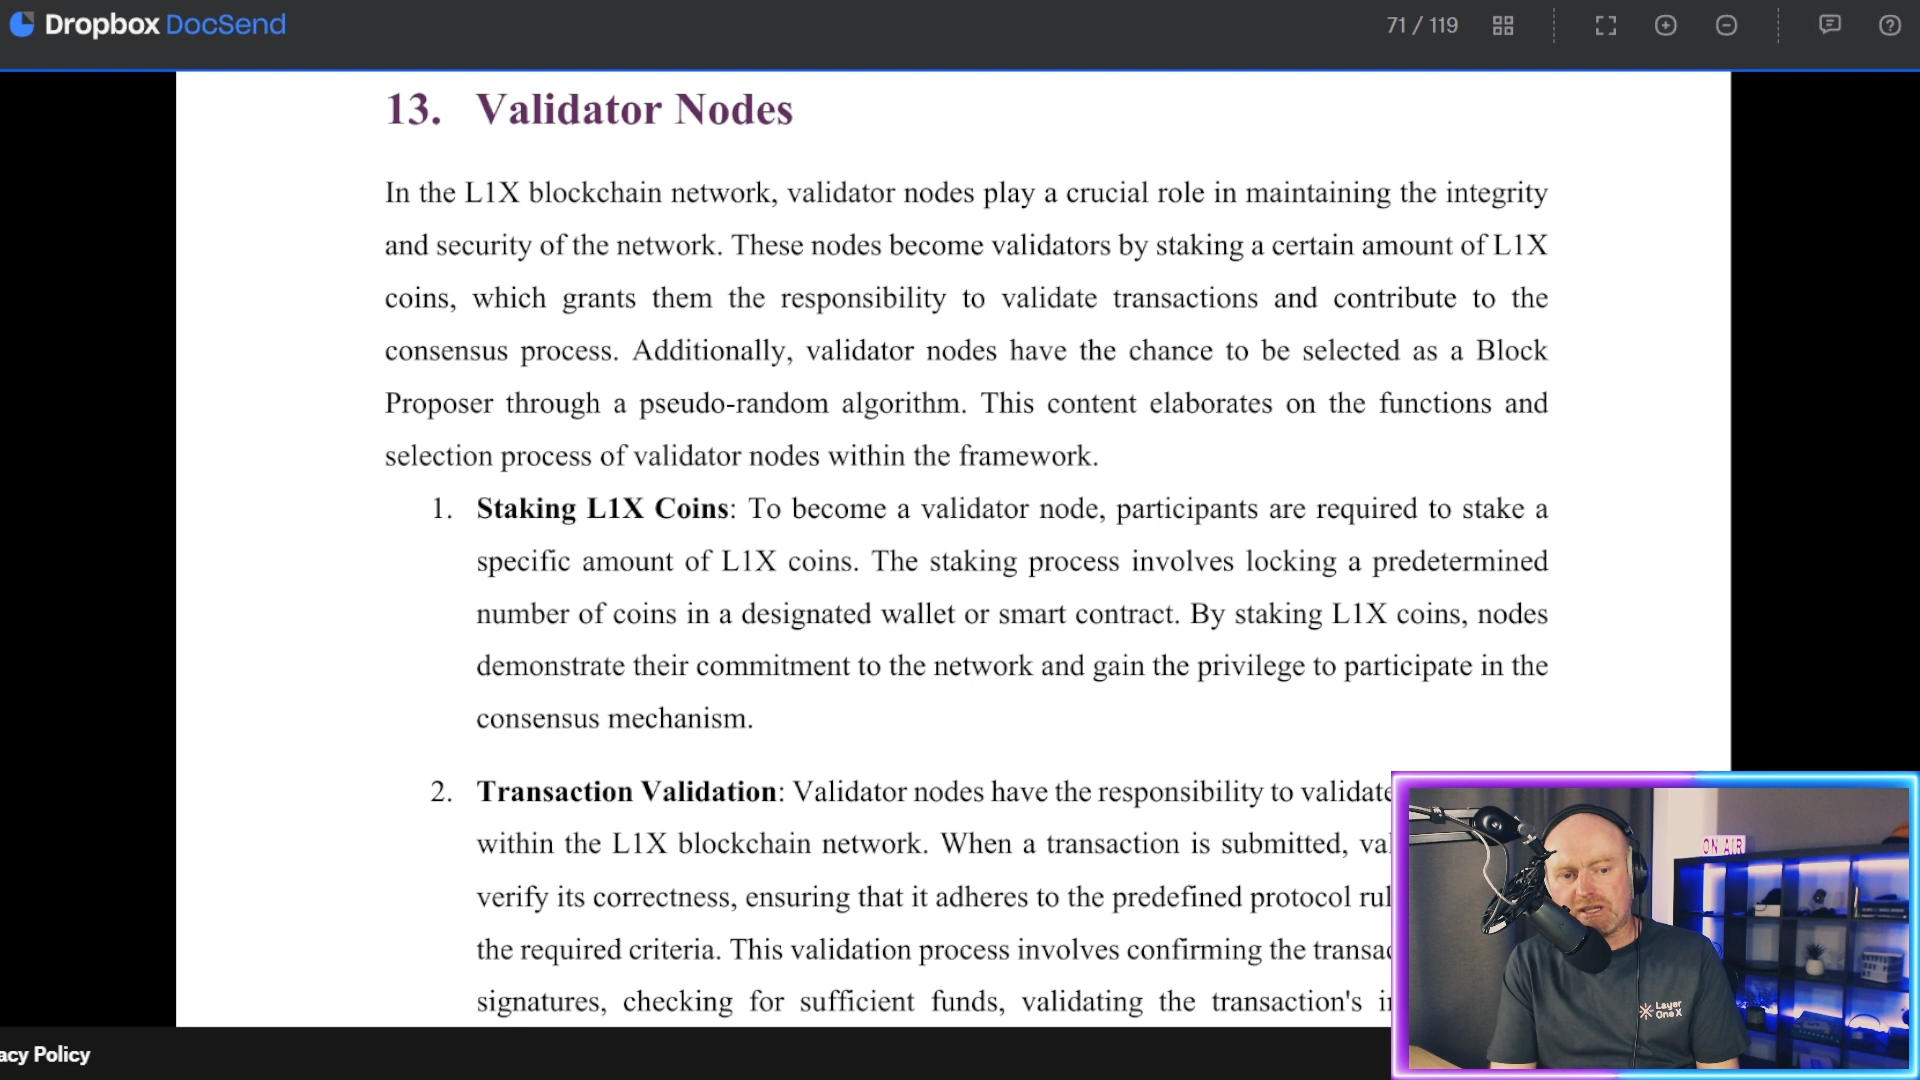 Dropbox DocSend
71 / 119
13. Validator Nodes
In the L1X blockchain network, validator nodes play a crucial role in maintaining the integrity
and security of the network. These nodes become validators by staking a certain amount of L1X
coins, which grants them the responsibility to validate transactions and contribute to the
consensus process. Additionally, validator nodes have the chance to be selected as a Block
Proposer through a pseudo-random algorithm. This content elaborates on the functions and
selection process of validator nodes within the framework.
1. Staking L1X Coins: To become a validator node, participants are required to stake a
specific amount of L1X coins. The staking process involves locking a predetermined
number of coins in a designated wallet or smart contract. By staking L1X coins, nodes
demonstrate their commitment to the network and gain the privilege to participate in the
consensus mechanism.
2. Transaction Validation: Validator nodes have the responsibility to validate
within the L1X blockchain network. When a transaction is submitted,
verify its correctness, ensuring that it adheres to the predefined protocol
the required criteria. This validation process involves confirming the
signatures, checking for sufficient funds, validating the transaction's
ON AIR
Layer
One X
acy Policy